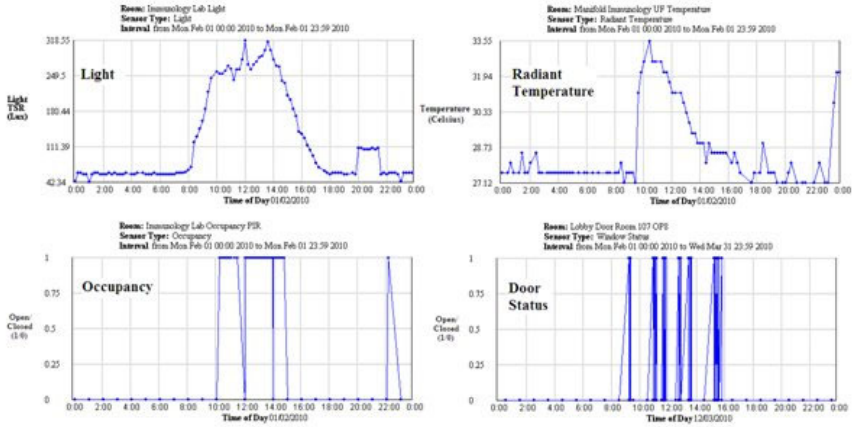 Room: Immunology Lab Light
Sensor Type: Light
Interval from Mon Feb 01 00:00 2010 to Mon Feb 01 23:59 2010
318.55
249.5
180.44
111.39
42.34
Light
TSR
(Lux)
Light
0:00 2:00 4:00 6:00 8:00 10:00 12:00 14:00 16:00 18:00 20:00 22:00 0:00
Time of Day 01/02/2010
Room: Manifold Immunology UF Temperature
Sensor Type: Radiant Temperature
Interval from Mon Feb 01 00:00 2010 to Mon Feb 01 23:59 2010
33.55
31.94
30.33
28.73
27.12
Temperature
(Celsius)
Radiant
Temperature
0:00 2:00 4:00 6:00 8:00 10:00 12:00 14:00 16:00 18:00 20:00 22:00 0:00
Time of Day 01/02/2010
Room: Immunology Lab Occupancy PIR
Sensor Type: Occupancy
Interval from Mon Feb 01 00:00 2010 to Mon Feb 01 23:59 2010
1
0.75
0.5
0.25
0
Open/
Closed
(1/0)
Occupancy
0:00 2:00 4:00 6:00 8:00 10:00 12:00 14:00 16:00 18:00 20:00 22:00 0:00
Time of Day 01/02/2010
Room: Lobby Door Room 107 OPS
Sensor Type: Window Status
Interval from Mon Feb 01 00:00 2010 to Wed Mar 31 23:59 2010
1
0.75
0.5
0.25
0
Open/
Closed
(1/0)
Door
Status
0:00 2:00 4:00 6:00 8:00 10:00 12:00 14:00 16:00 18:00 20:00 22:00 0:00
Time of Day 12/03/2010